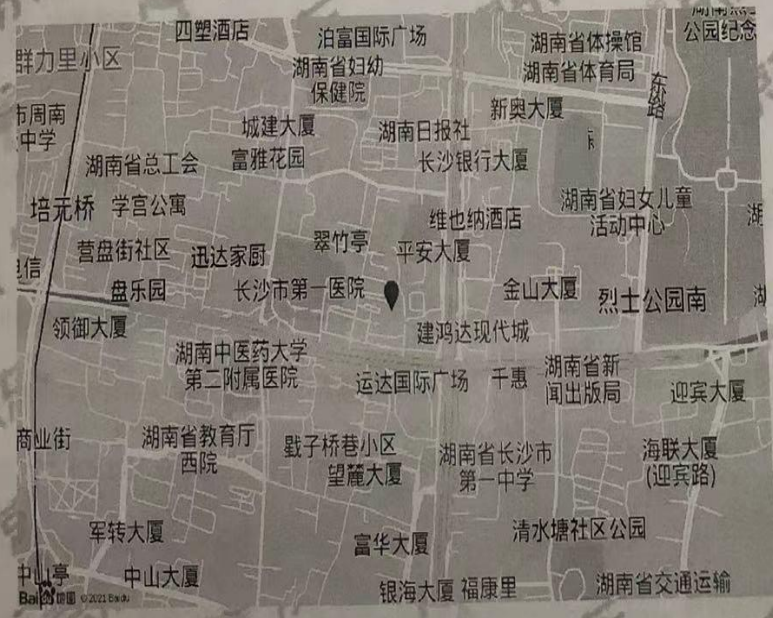 四塑酒店
泊富国际广场
湖南省体操馆
公园纪念
群力里小区
湖南省妇幼
保健院
湖南省体育局
东路
市周南
中学
新奥大厦
城建大厦
湖南日报社
湖南省总工会
富雅花园
长沙银行大厦
培元桥
学宫公寓
维也纳酒店
湖南省妇女儿童
活动中心
湖
营盘街社区
迅达家厨
翠竹亭
平安大厦
电信
盘乐园
长沙市第一医院
金山大厦
烈士公园南
湖
领御大厦
建鸿达现代城
湖南中医药大学
第二附属医院
运达国际广场
千惠
湖南省新
闻出版局
迎宾大厦
商业街
湖南省教育厅
西院
戥子桥巷小区
望麓大厦
湖南省长沙市
第一中学
海联大厦
(迎宾路)
军转大厦
富华大厦
清水塘社区公园
中山亭
中山大厦
银海大厦
福康里
湖南省交通运输
Bai地图 © 2021 Baidu